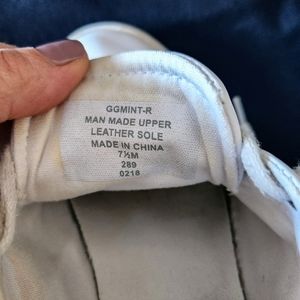 GGMINT-R
MAN MADE UPPER
LEATHER SOLE
MADE IN CHINA
7½M
289
0218